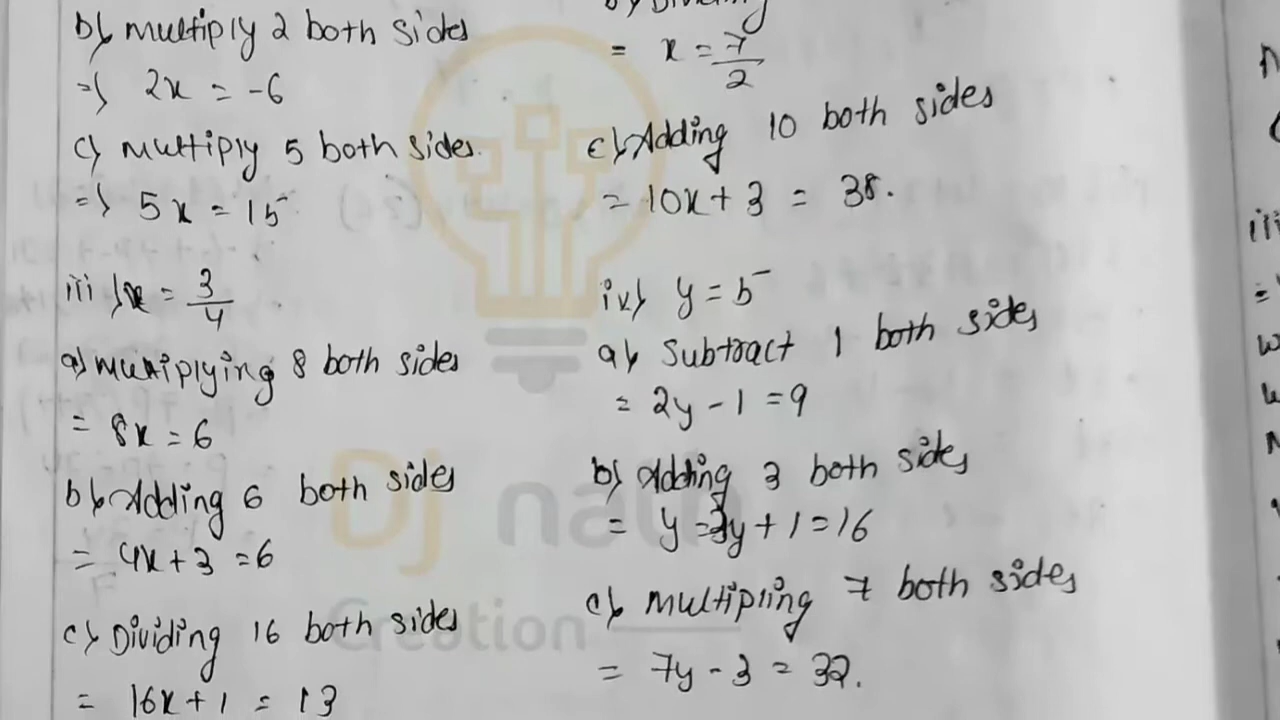 b) multiply 2 both sides
=) 2x = -6
c) multiply 5 both sides.
=) 5x = 15
iii) x = 3/4
a) multiplying 8 both sides
= 8x = 6
b) Adding 6 both sides
= 4x + 3 = 6
c) Dividing 16 both sides
= 16x + 1 = 13
= x = 7/2
c) Adding 10 both sides
= 10x + 3 = 38.
iv) y = 5
a) Subtract 1 both sides
= 2y - 1 = 9
b) Adding 3 both sides
= y = 3y + 1 = 16
c) multipling 7 both sides
= 7y - 3 = 32.
Dj nath
Creation